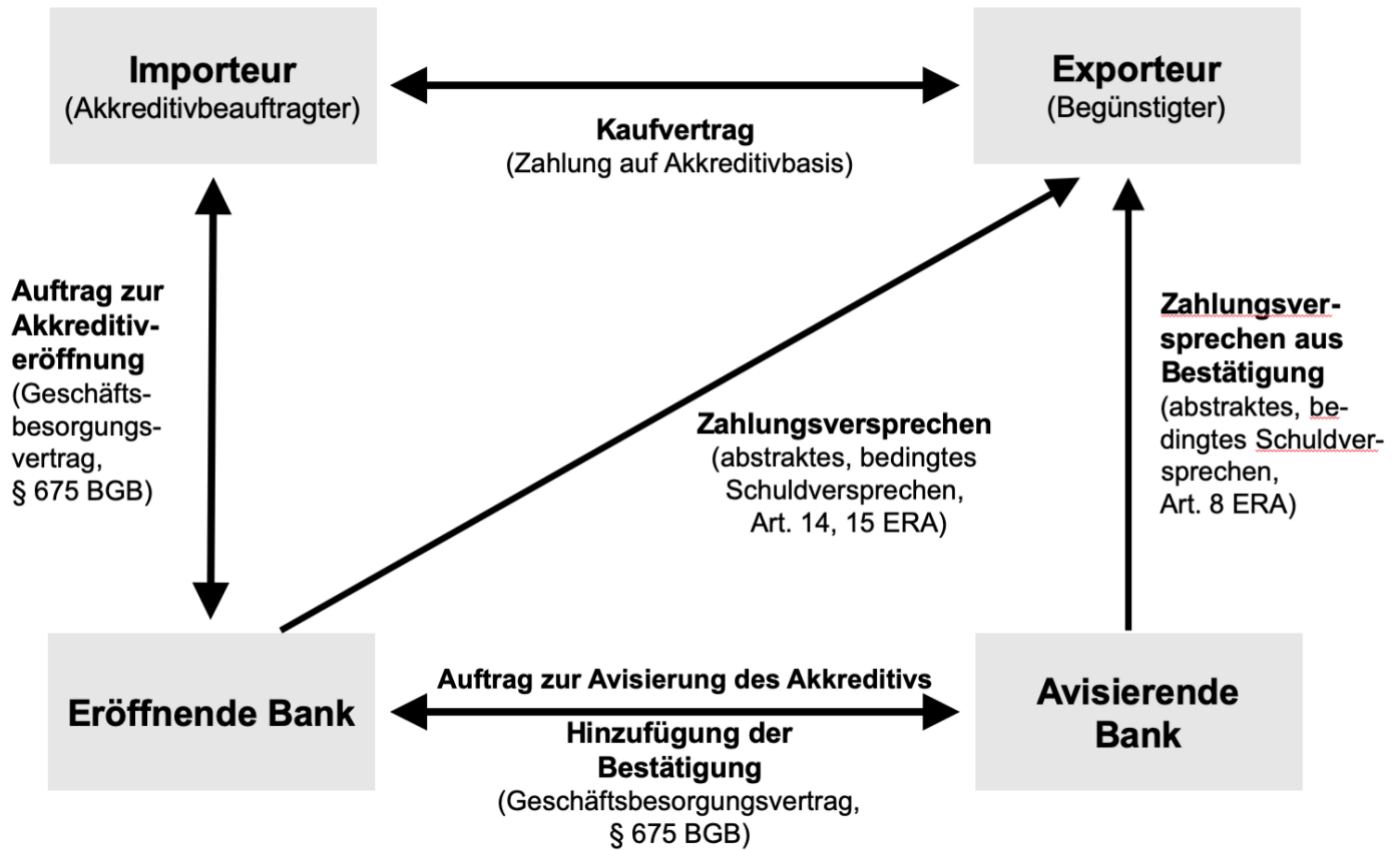 Importeur
(Akkreditivbeauftragter)
Exporteur
(Begünstigter)
Kaufvertrag
(Zahlung auf Akkreditivbasis)
Auftrag zur
Akkreditiv-
eröffnung
(Geschäfts-
besorgungs-
vertrag,
§ 675 BGB)
Zahlungsversprechen
(abstraktes, bedingtes
Schuldversprechen,
Art. 14, 15 ERA)
Zahlungsver-
sprechen aus
Bestätigung
(abstraktes, be-
dingtes Schuldver-
sprechen,
Art. 8 ERA)
Eröffnende Bank
Auftrag zur Avisierung des Akkreditivs
Hinzufügung der
Bestätigung
(Geschäftsbesorgungsvertrag,
§ 675 BGB)
Avisierende
Bank